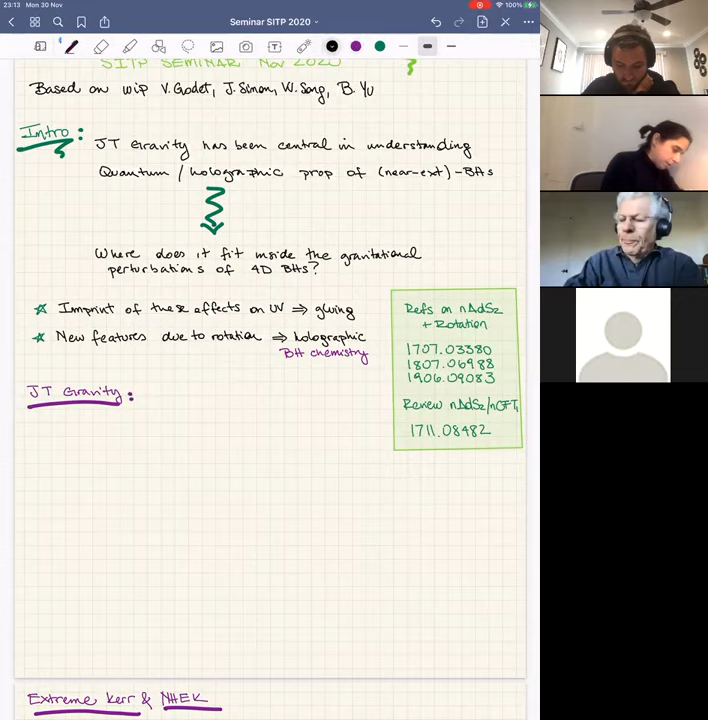 23:13 Mon 30 Nov
100%
Seminar SITP 2020
SITP SEMINAR Nov 2020
Based on wip V. Godet, J. Simon, W. Song, B. Yu
Intro:
JT Gravity has been central in understanding
Quantum / holographic prop of (near-ext)-BHs
Where does it fit inside the gravitational
perturbations of 4D BHs?
☆ Imprint of these effects on UV ⇒ gluing
☆ New features due to rotation ⇒ holographic
BH chemistry
Refs on nAdS2
+ Rotation
1707.03380
1807.06988
1906.09083
Review nAdS2/nCFT1
1711.08482
JT Gravity:
Extreme Kerr & NHEK